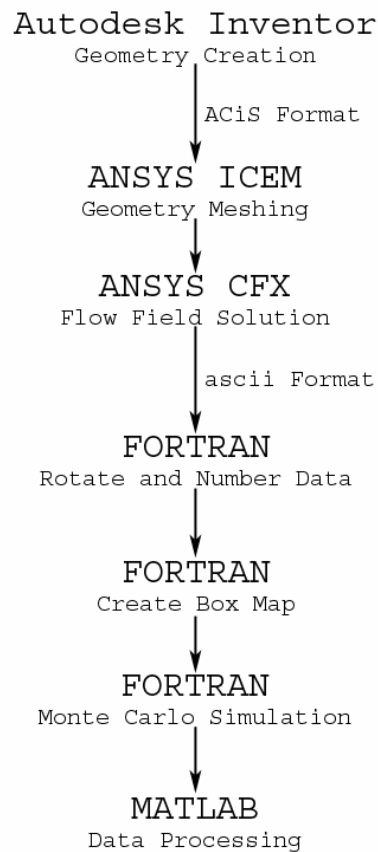 Autodesk Inventor
Geometry Creation
ACiS Format
ANSYS ICEM
Geometry Meshing
ANSYS CFX
Flow Field Solution
ascii Format
FORTRAN
Rotate and Number Data
FORTRAN
Create Box Map
FORTRAN
Monte Carlo Simulation
MATLAB
Data Processing